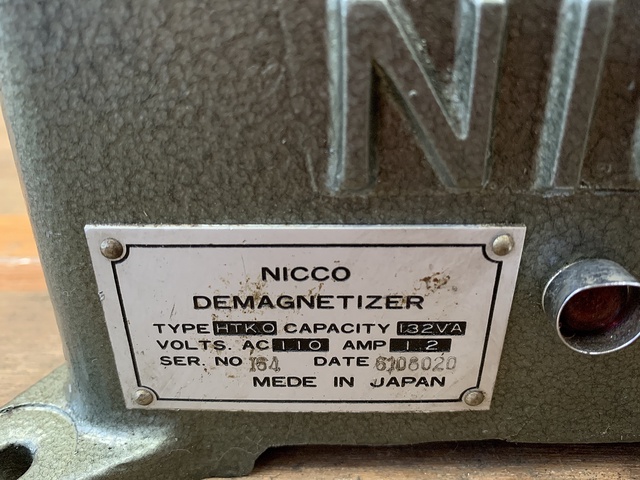 NI
NICCO
DEMAGNETIZER
TYPE HTK.O CAPACITY 132VA
VOLTS. AC 110 AMP 1.2
SER. NO 164 DATE 6108020
MEDE IN JAPAN